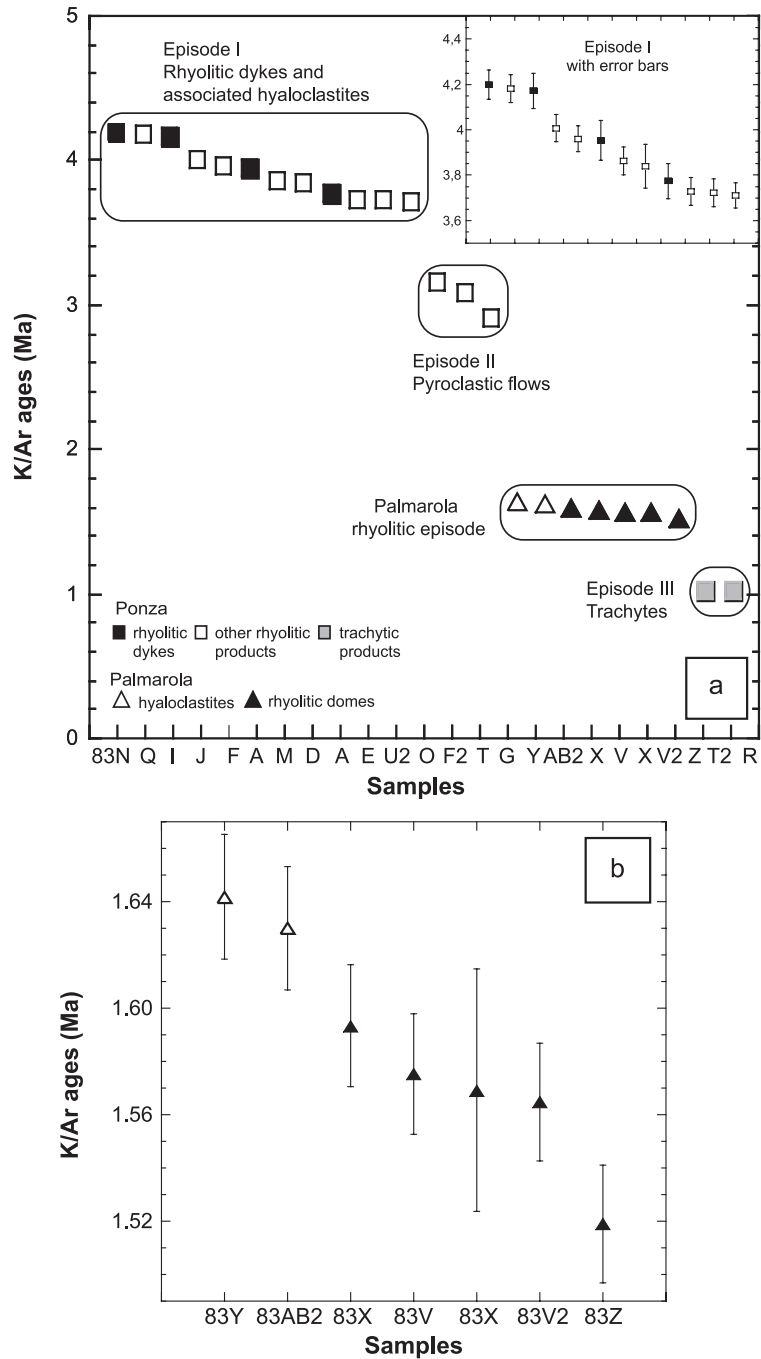 5
4
3
2
1
0
K/Ar ages (Ma)
Episode I
Rhyolitic dykes and
associated hyaloclastites
4,4
4,2
4
3,8
3,6
Episode I
with error bars
Episode II
Pyroclastic flows
Palmarola
rhyolitic episode
Episode III
Trachytes
Ponza
rhyolitic dykes
other rhyolitic products
trachytic products
Palmarola
hyaloclastites rhyolitic domes
a
83N Q I J F A M D A E U2 O F2 T G Y AB2 X V X V2 Z T2 R
Samples
b
1.64
1.60
1.56
1.52
K/Ar ages (Ma)
83Y 83AB2 83X 83V 83X 83V2 83Z
Samples